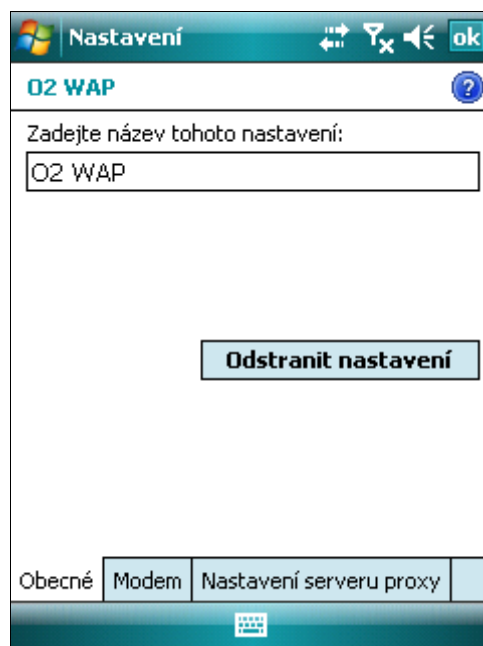 Nastavení
ok
O2 WAP
?
Zadejte název tohoto nastavení:
O2 WAP
Odstranit nastavení
Obecné
Modem
Nastavení serveru proxy